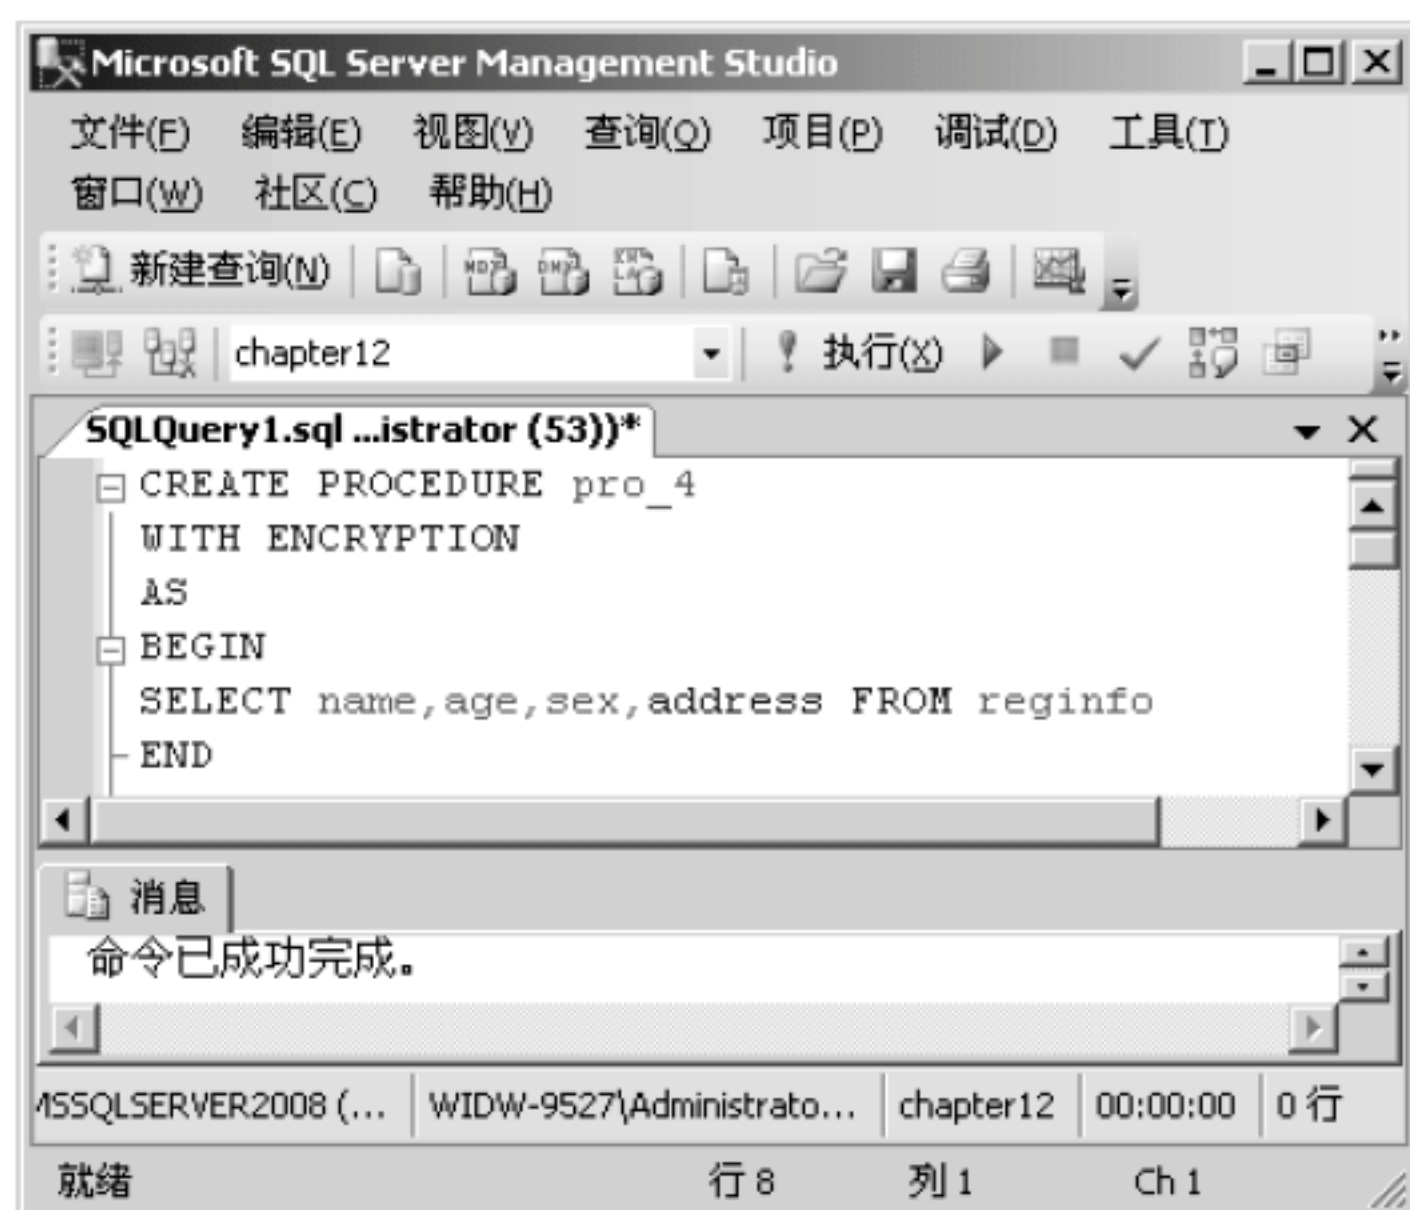 Microsoft SQL Server Management Studio
文件(F) 编辑(E) 视图(V) 查询(Q) 项目(P) 调试(D) 工具(T)
窗口(W) 社区(C) 帮助(H)
新建查询(N)
chapter12 执行(X)
SQLQuery1.sql ...istrator (53))*
CREATE PROCEDURE pro_4
WITH ENCRYPTION
AS
BEGIN
SELECT name,age,sex,address FROM reginfo
END
消息
命令已成功完成。
MSSQLSERVER2008 (... WIDW-9527\Administrato... chapter12 00:00:00 0 行
就绪 行 8 列 1 Ch 1